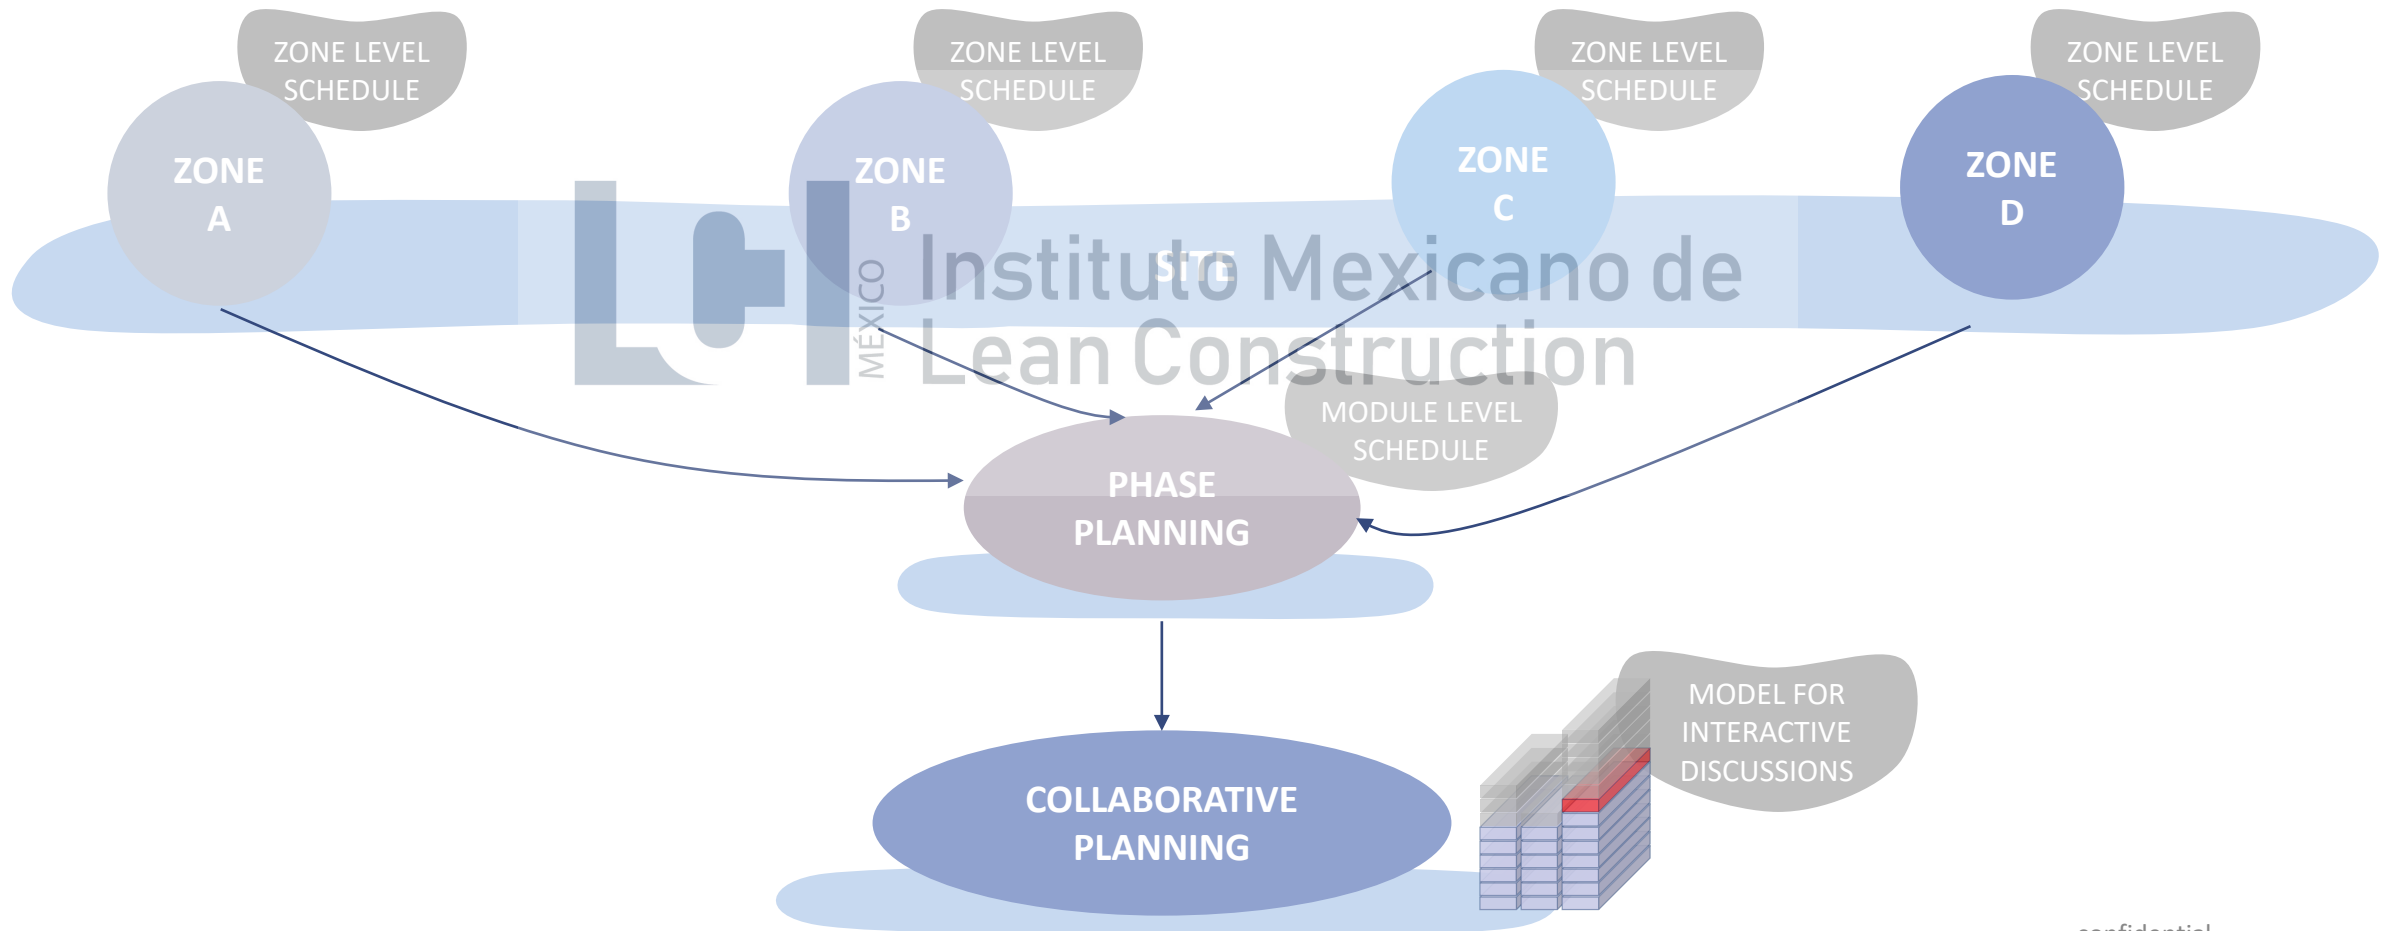 ZONE LEVEL
SCHEDULE
ZONE LEVEL
SCHEDULE
ZONE LEVEL
SCHEDULE
ZONE LEVEL
SCHEDULE
ZONE
A
ZONE
B
ZONE
C
ZONE
D
SITE
MÉXICO
Instituto Mexicano de
Lean Construction
MODULE LEVEL
SCHEDULE
PHASE
PLANNING
MODEL FOR
INTERACTIVE
DISCUSSIONS
COLLABORATIVE
PLANNING
confidential